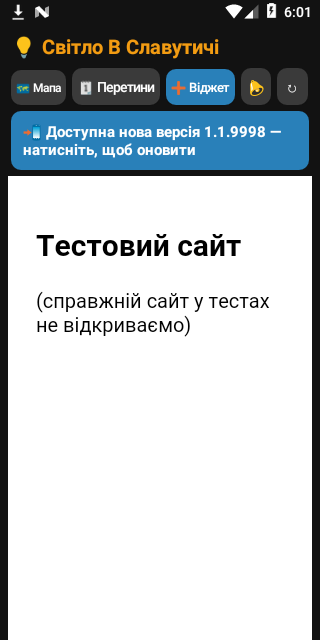 6:01
Світло В Славутичі
Мапа Перетини Віджет
Доступна нова версія 1.1.9998 —
натисніть, щоб оновити
Тестовий сайт
(справжній сайт у тестах
не відкриваємо)